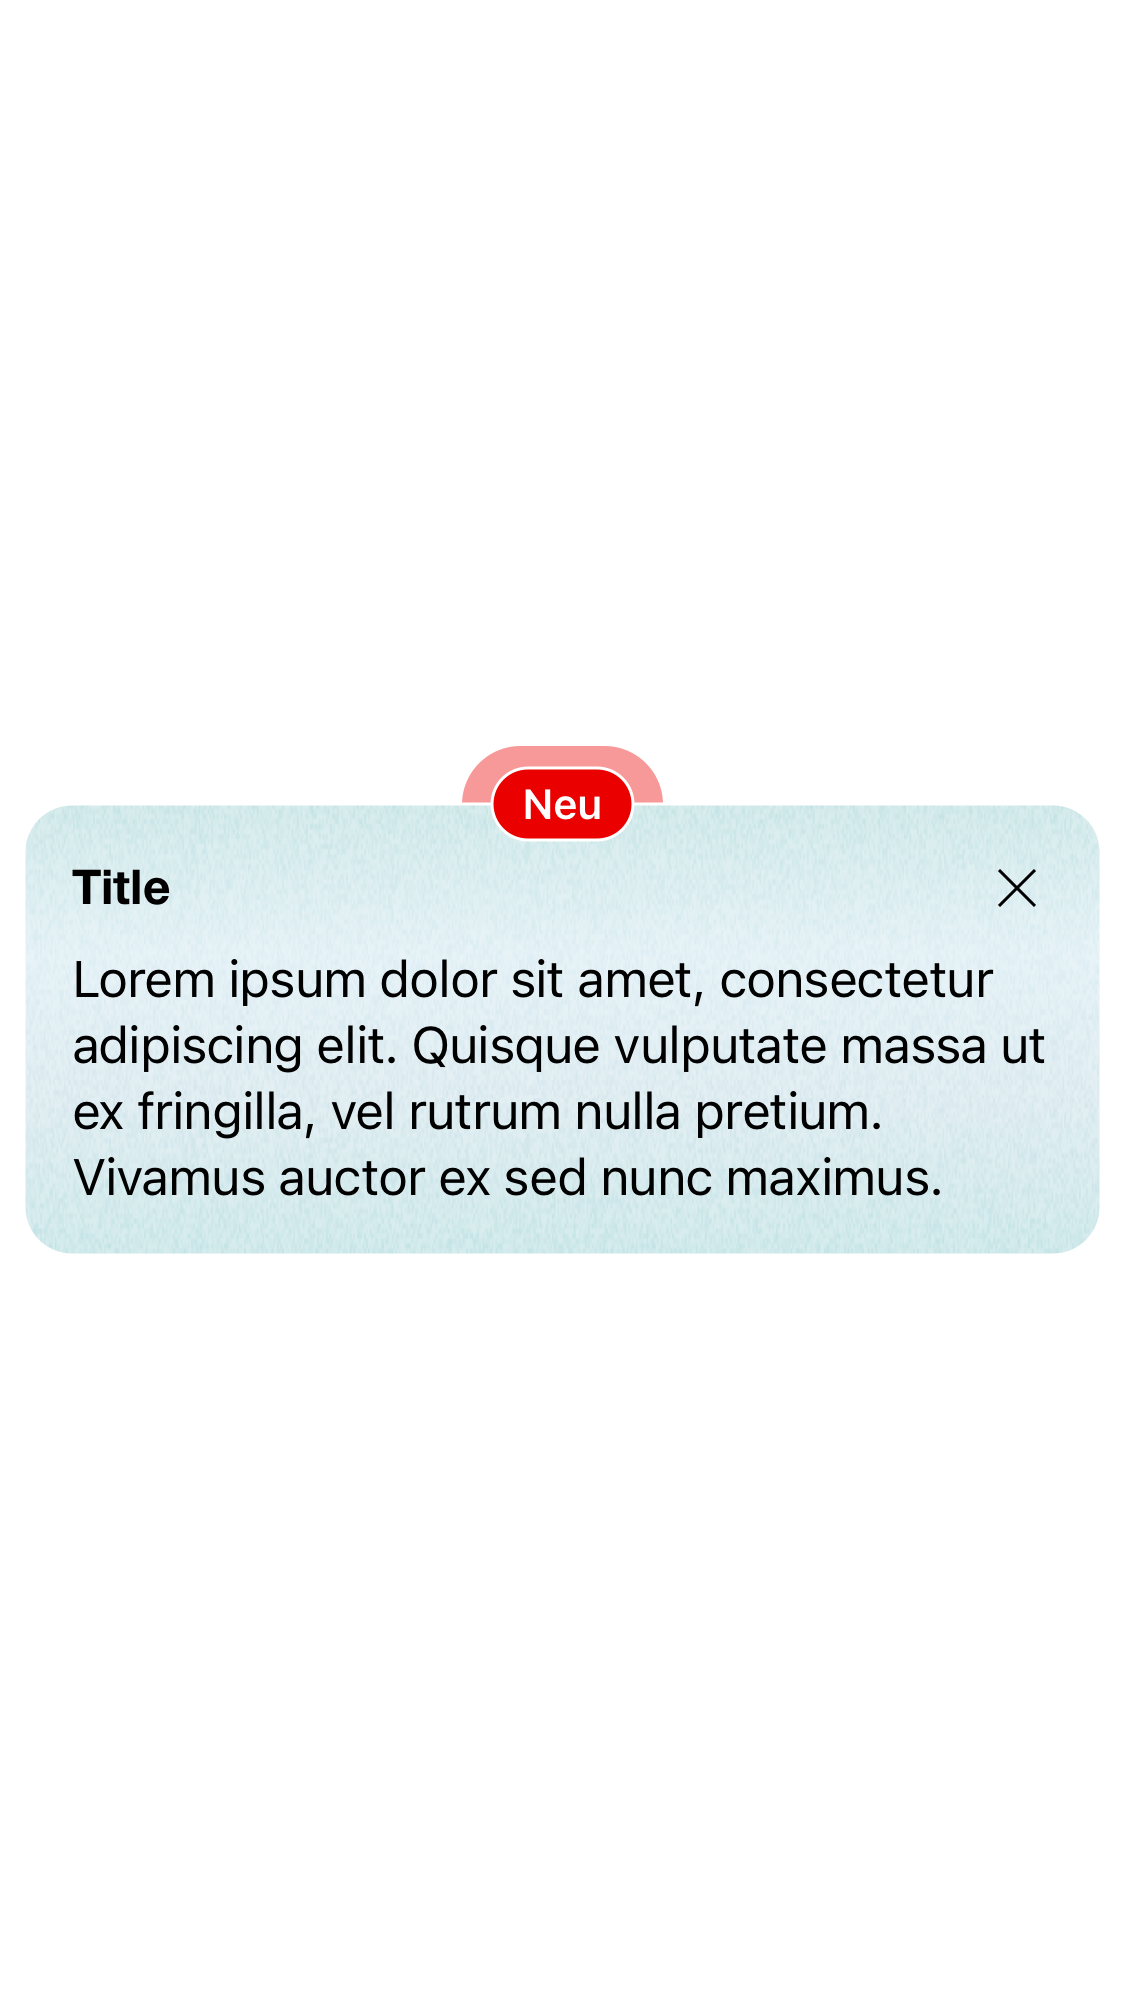 Neu
Title
Lorem ipsum dolor sit amet, consectetur
adipiscing elit. Quisque vulputate massa ut
ex fringilla, vel rutrum nulla pretium.
Vivamus auctor ex sed nunc maximus.